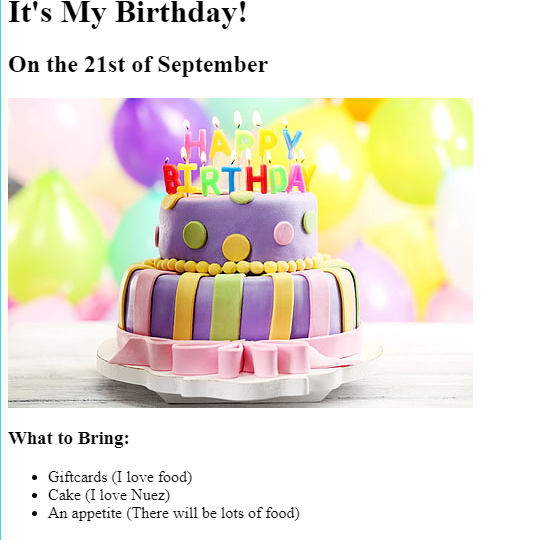 It's My Birthday!
On the 21st of September
HAPPY
BIRTHDAY
What to Bring:
Giftcards (I love food)
Cake (I love Nuez)
An appetite (There will be lots of food)